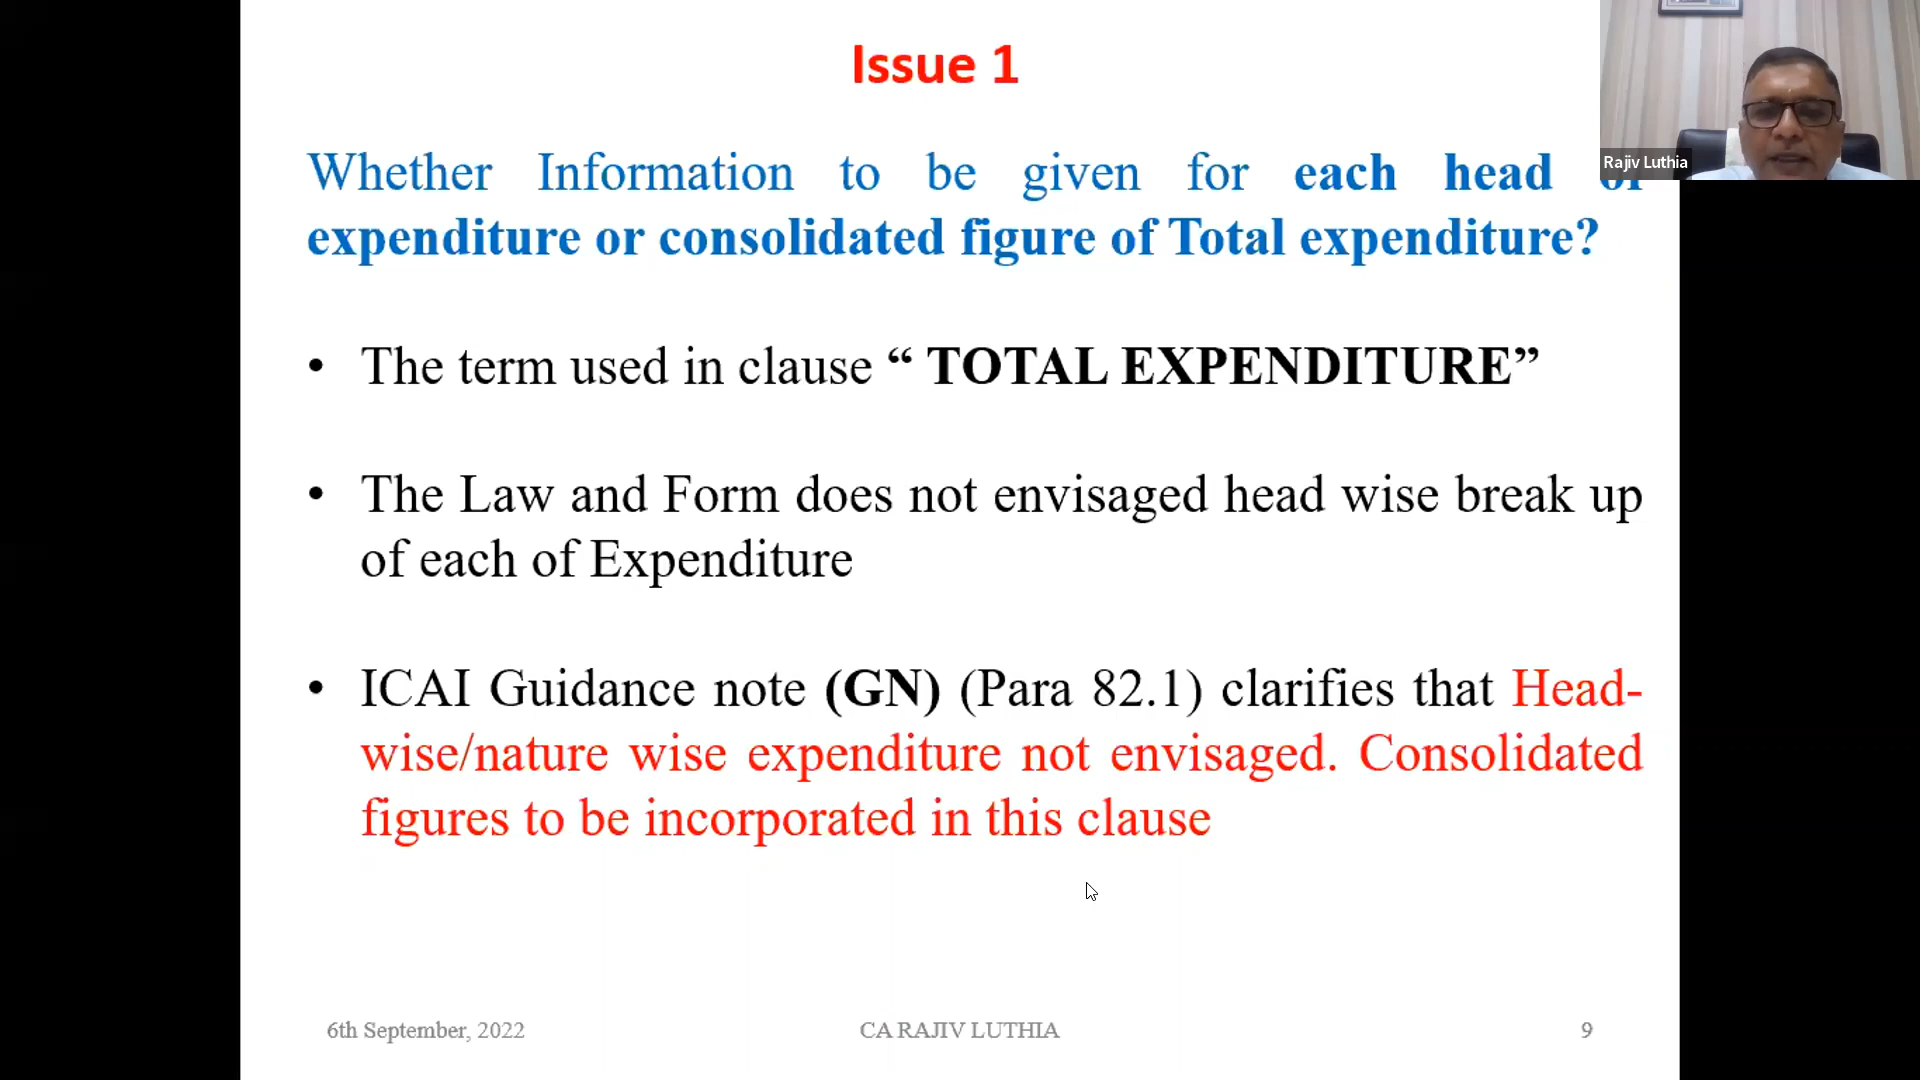 Issue 1
Whether Information to be given for each head of
expenditure or consolidated figure of Total expenditure?
• The term used in clause “ TOTAL EXPENDITURE”
• The Law and Form does not envisaged head wise break up
of each of Expenditure
• ICAI Guidance note (GN) (Para 82.1) clarifies that Head-
wise/nature wise expenditure not envisaged. Consolidated
figures to be incorporated in this clause
6th September, 2022
CA RAJIV LUTHIA
9
Rajiv Luthia